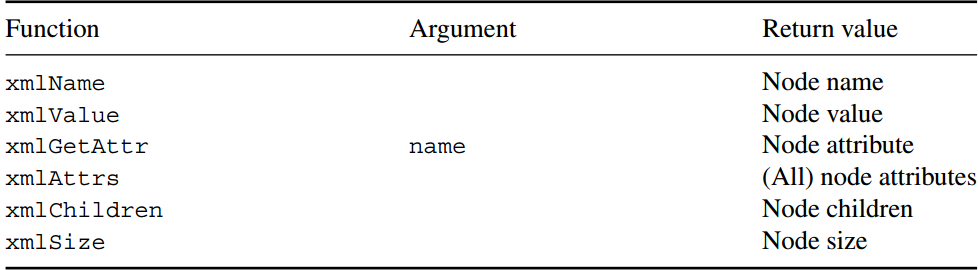 Function Argument Return value
xmlName Node name
xmlValue Node value
xmlGetAttr name Node attribute
xmlAttrs (All) node attributes
xmlChildren Node children
xmlSize Node size